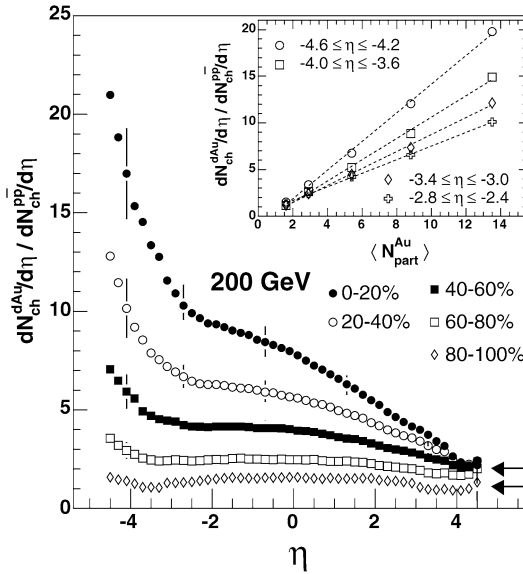 25
20
15
10
5
0
dN_ch^dAu/dη / dN_ch^pp̅/dη
-4 -2 0 2 4
η
200 GeV
0-20%
20-40%
40-60%
60-80%
80-100%
20
15
10
5
0
dN_ch^dAu/dη / dN_ch^pp̅/dη
0 2 4 6 8 10 12 14
⟨ N_part^Au ⟩
-4.6 ≤ η ≤ -4.2
-4.0 ≤ η ≤ -3.6
-3.4 ≤ η ≤ -3.0
-2.8 ≤ η ≤ -2.4